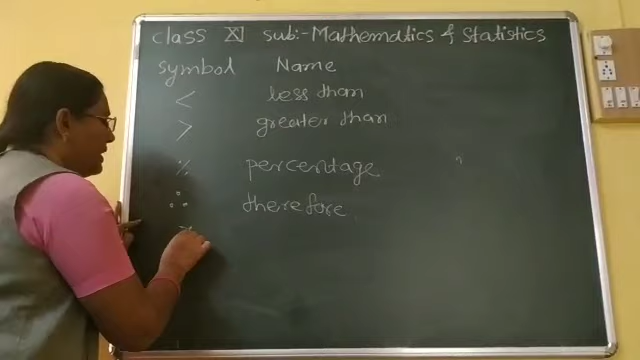 class XI sub:- Mathematics & Statistics
symbol Name
< less than
> greater than
% percentage
∴ therefore